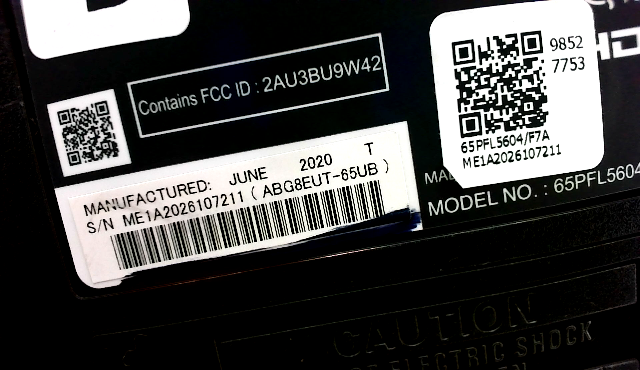 Contains FCC ID : 2AU3BU9W42
9852
7753
HD
65PFL5604/F7A
ME1A2026107211
MANUFACTURED: JUNE 2020 T
S/N ME1A2026107211 ( ABG8EUT-65UB )
MODEL NO. : 65PFL5604
CAUTION
ELECTRIC SHOCK